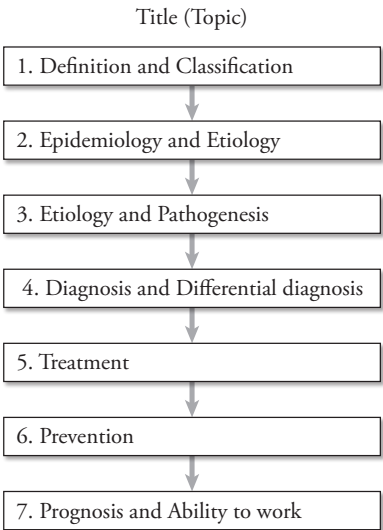 Title (Topic)
1. Definition and Classification
2. Epidemiology and Etiology
3. Etiology and Pathogenesis
4. Diagnosis and Differential diagnosis
5. Treatment
6. Prevention
7. Prognosis and Ability to work